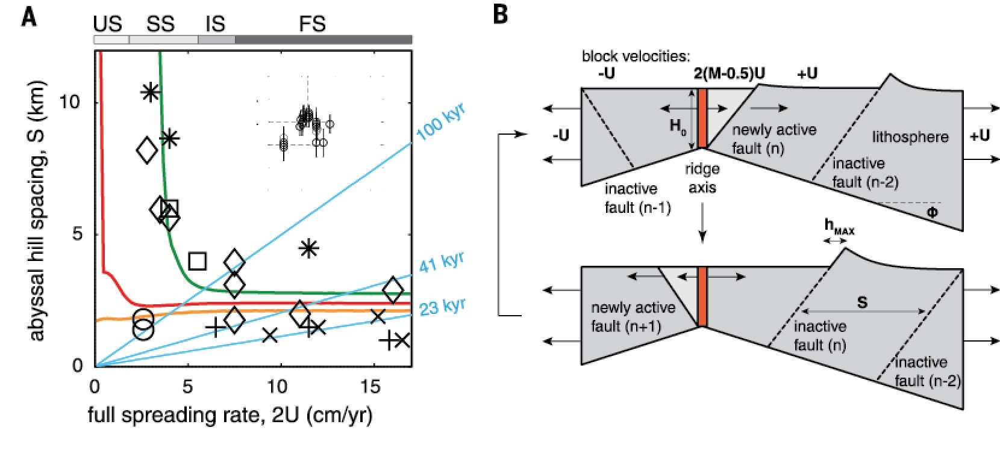 A
US SS IS FS
abyssal hill spacing, S (km)
10
5
0
0 5 10 15
full spreading rate, 2U (cm/yr)
100 kyr
41 kyr
23 kyr
B
block velocities:
-U 2(M-0.5)U +U
H0
-U
newly active
fault (n)
lithosphere
+U
inactive
fault (n-2)
ridge
axis
inactive
fault (n-1)
Φ
hMAX
newly active
fault (n+1)
S
inactive
fault (n)
inactive
fault (n-2)